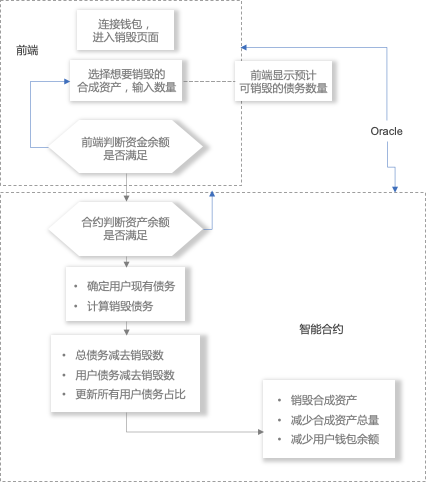 连接钱包，
进入销毁页面
前端
选择想要销毁的
合成资产，输入数量
前端显示预计
可销毁的债务数量
Oracle
前端判断资金余额
是否满足
合约判断资产余额
是否满足
• 确定用户现有债务
• 计算销毁债务
智能合约
• 总债务减去销毁数
• 用户债务减去销毁数
• 更新所有用户债务占比
• 销毁合成资产
• 减少合成资产总量
• 减少用户钱包余额